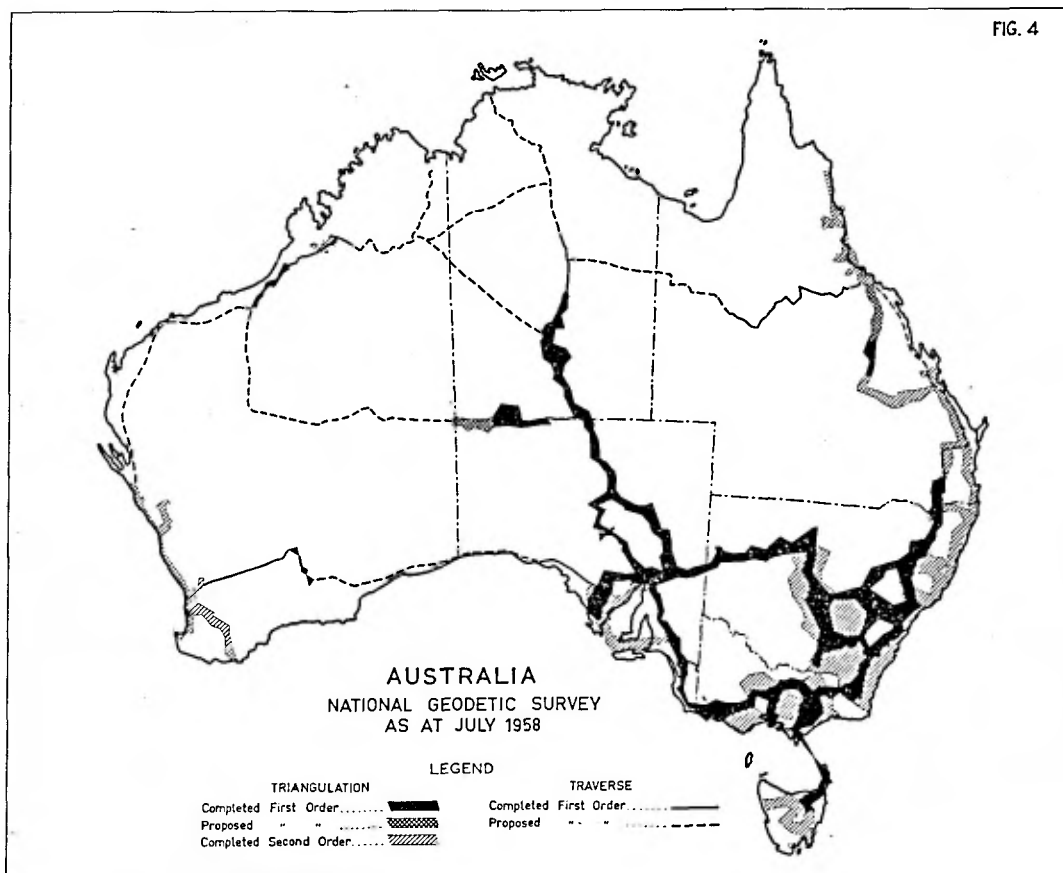 FIG. 4
AUSTRALIA
NATIONAL GEODETIC SURVEY
AS AT JULY 1958
LEGEND
TRIANGULATION
Completed First Order......
Proposed " " ......
Completed Second Order......
TRAVERSE
Completed First Order......
Proposed " " ......